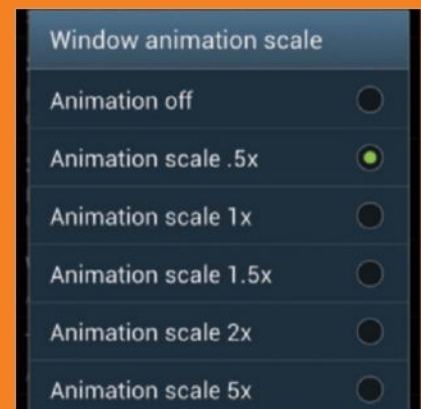 Window animation scale
Animation off
Animation scale .5x
Animation scale 1x
Animation scale 1.5x
Animation scale 2x
Animation scale 5x